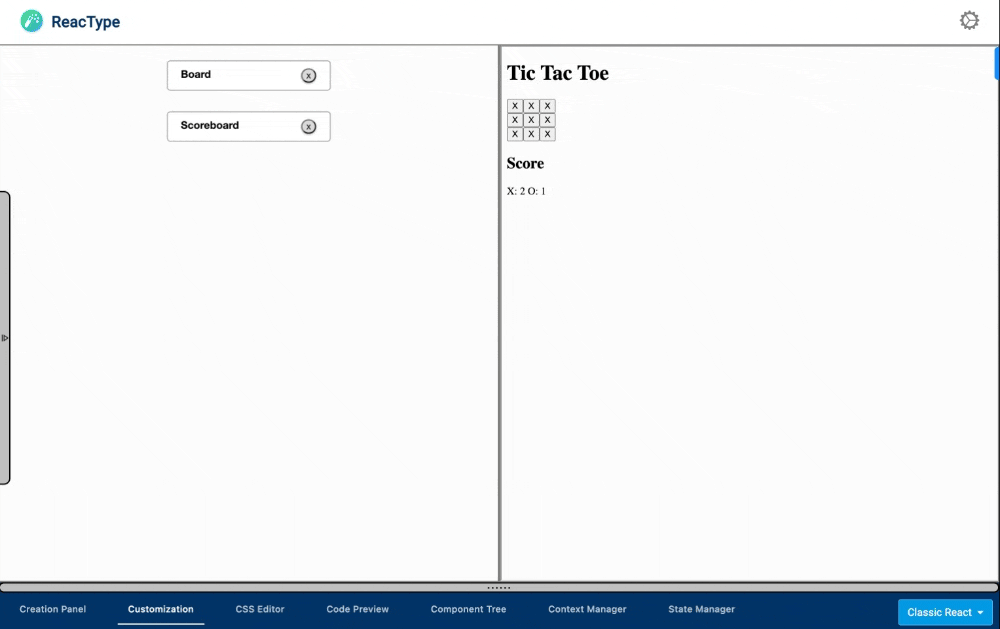 ReacType
Board x
Scoreboard x
Tic Tac Toe
X X X
X X X
X X X
Score
X: 2 O: 1
Creation Panel Customization CSS Editor Code Preview Component Tree Context Manager State Manager Classic React